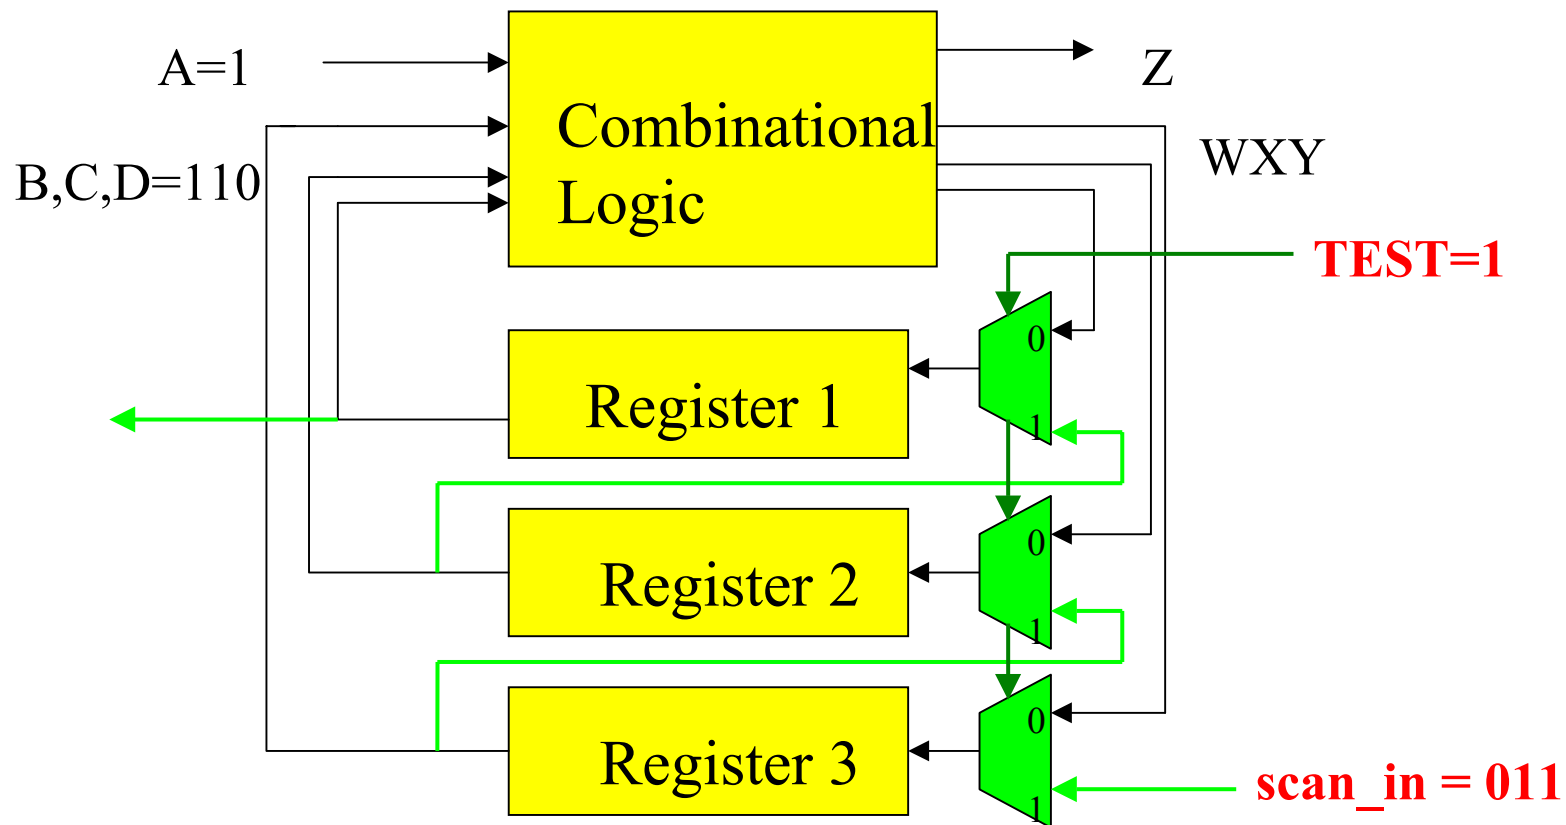 A=1
Z
Combinational
Logic
B,C,D=110
WXY
TEST=1
0
Register 1
1
0
Register 2
1
0
Register 3
scan_in = 011
1